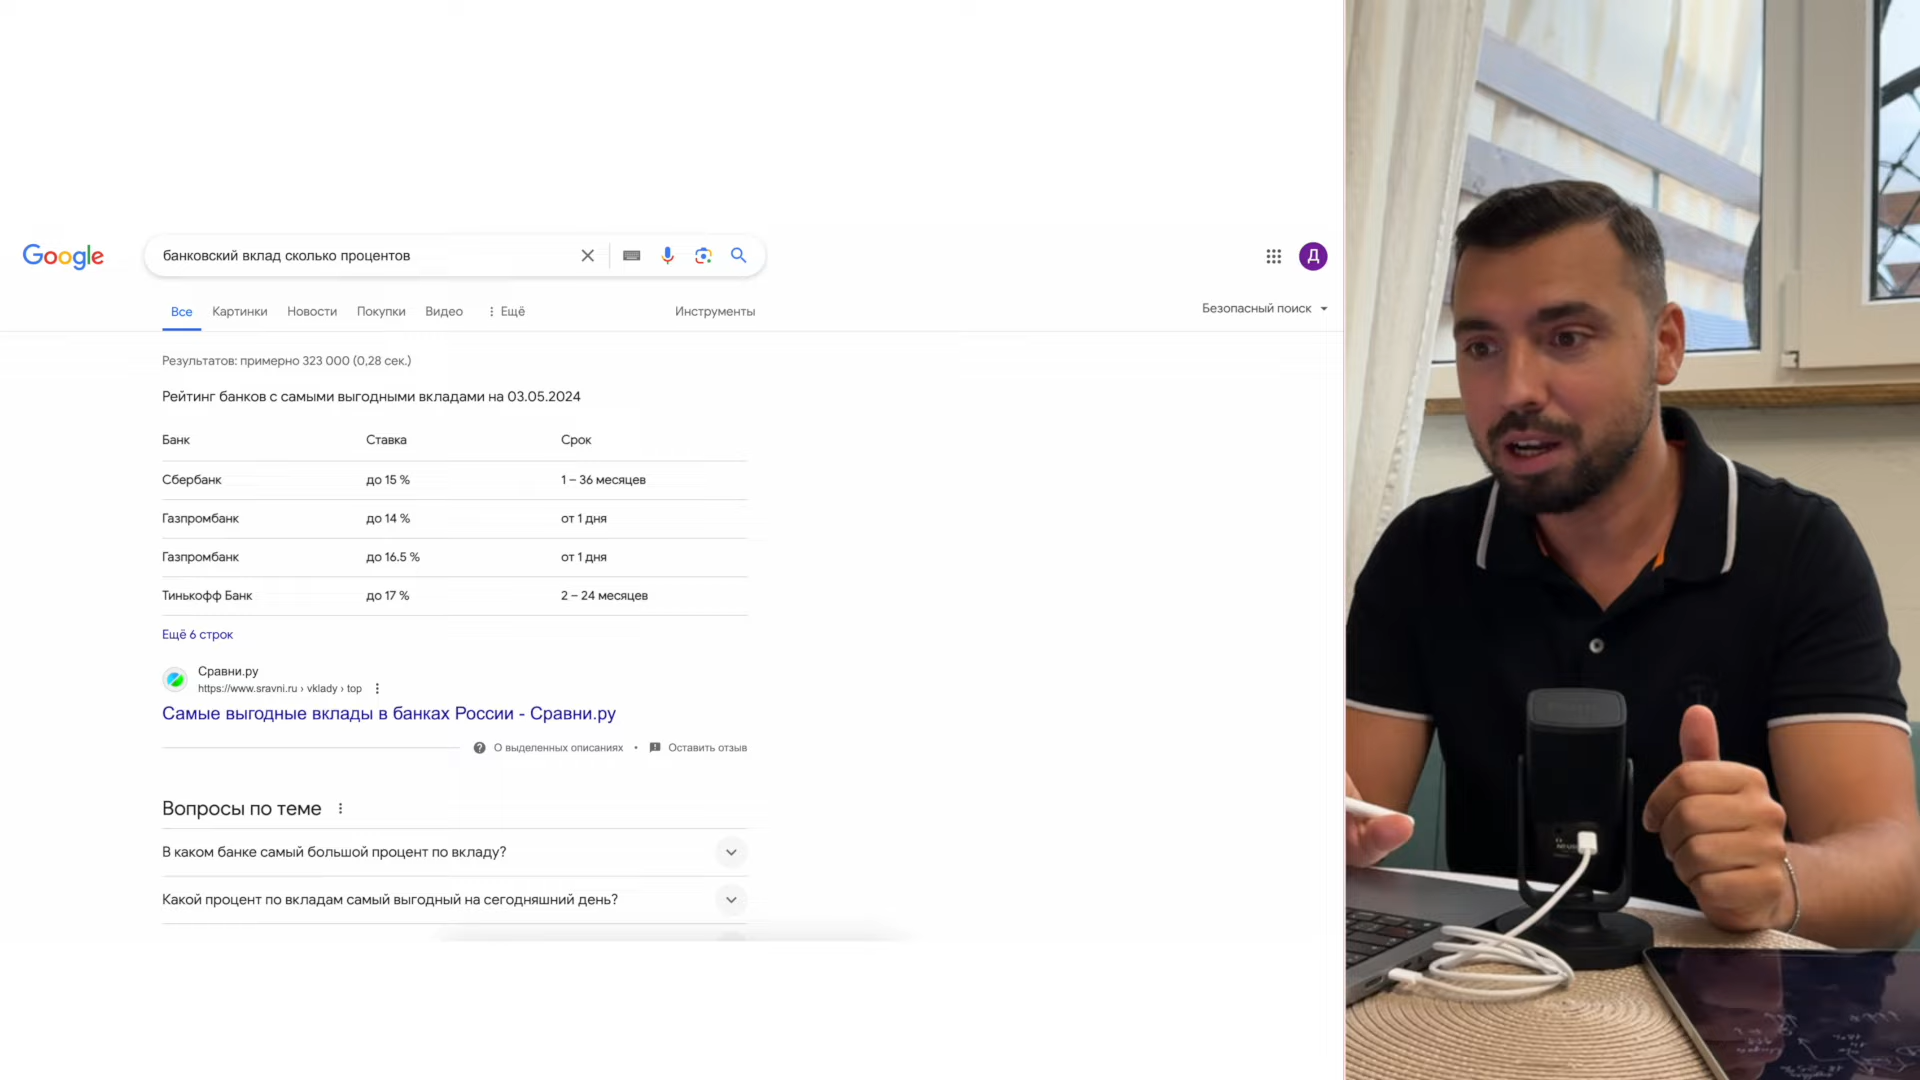 Google
банковский вклад сколько процентов
Д
Все Картинки Новости Покупки Видео Ещё Инструменты
Безопасный поиск
Результатов: примерно 323 000 (0,28 сек.)
Рейтинг банков с самыми выгодными вкладами на 03.05.2024
Банк Ставка Срок
Сбербанк до 15 % 1 – 36 месяцев
Газпромбанк до 14 % от 1 дня
Газпромбанк до 16.5 % от 1 дня
Тинькофф Банк до 17 % 2 – 24 месяцев
Ещё 6 строк
Сравни.ру
https://www.sravni.ru › vklady › top
Самые выгодные вклады в банках России - Сравни.ру
О выделенных описаниях • Оставить отзыв
Вопросы по теме
В каком банке самый большой процент по вкладу?
Какой процент по вкладам самый выгодный на сегодняшний день?